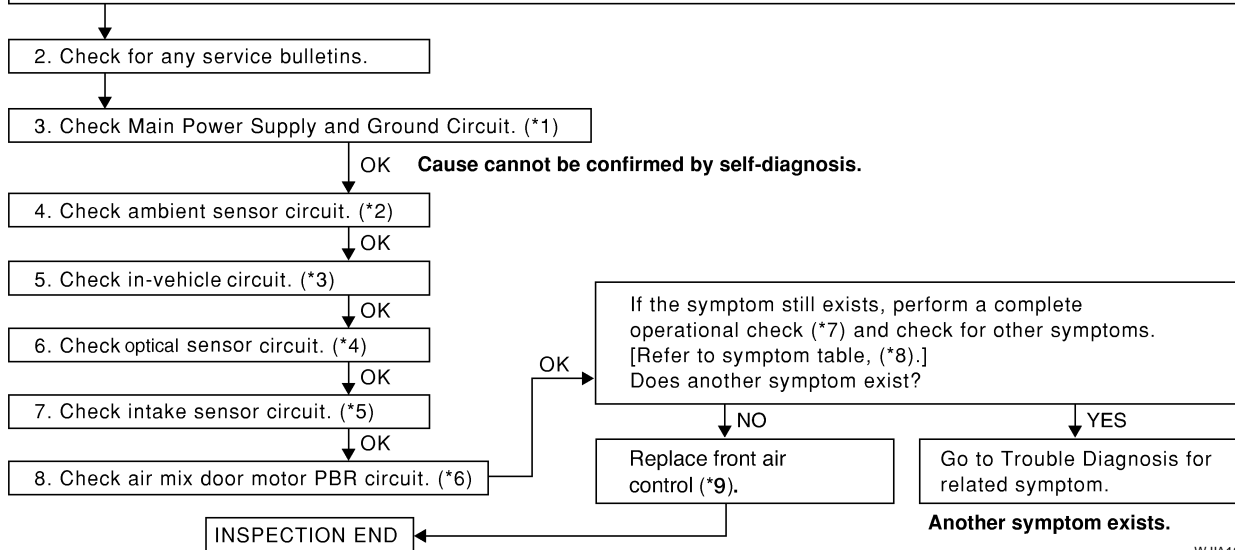 2. Check for any service bulletins.
3. Check Main Power Supply and Ground Circuit. (*1)
OK
Cause cannot be confirmed by self-diagnosis.
4. Check ambient sensor circuit. (*2)
OK
5. Check in-vehicle circuit. (*3)
OK
6. Check optical sensor circuit. (*4)
OK
7. Check intake sensor circuit. (*5)
OK
8. Check air mix door motor PBR circuit. (*6)
OK
If the symptom still exists, perform a complete
operational check (*7) and check for other symptoms.
[Refer to symptom table, (*8).]
Does another symptom exist?
NO
YES
Replace front air
control (*9).
Go to Trouble Diagnosis for
related symptom.
Another symptom exists.
INSPECTION END